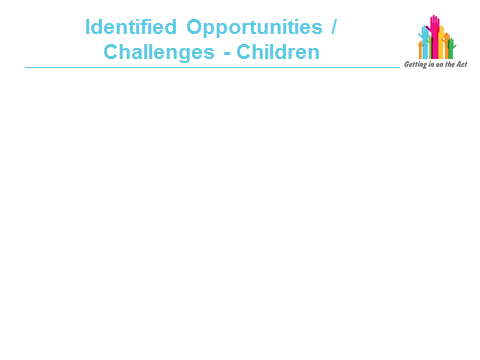 Identified Opportunities /
Challenges - Children
Getting in on the Act